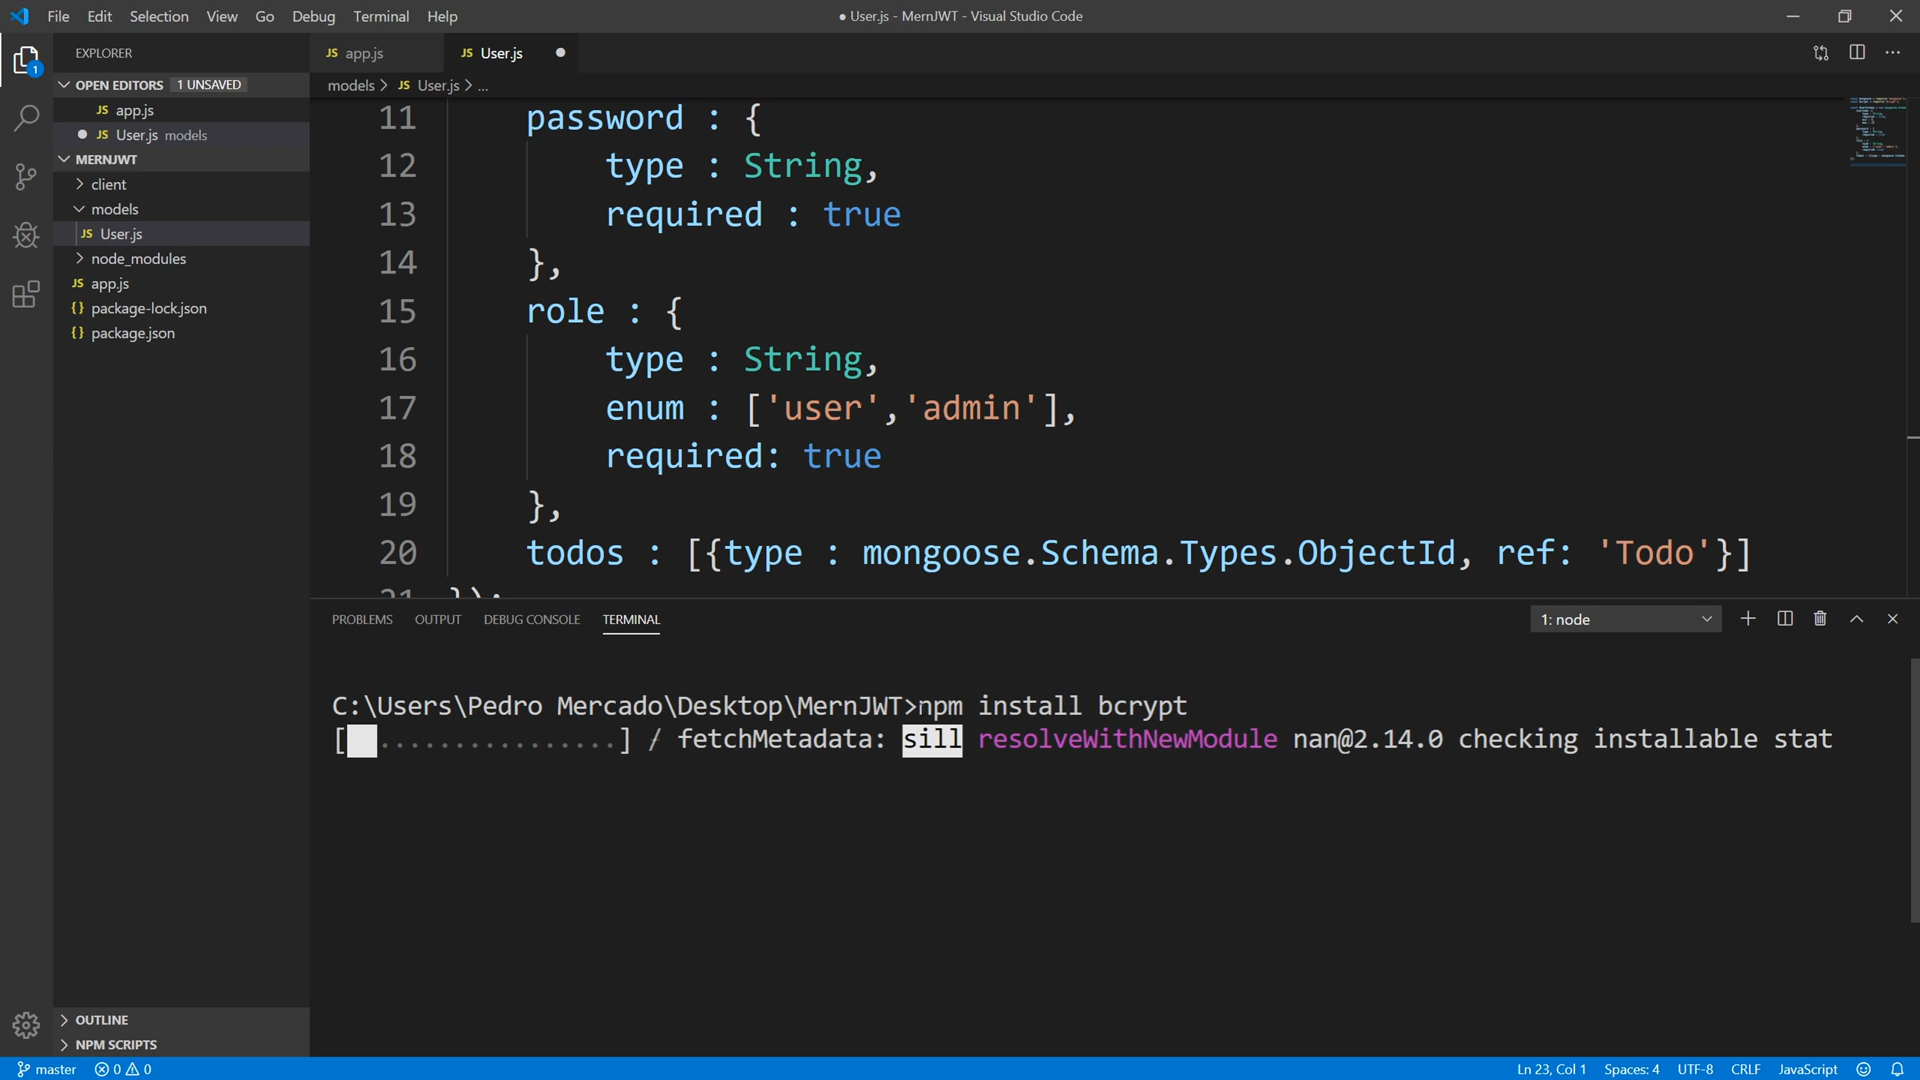 File Edit Selection View Go Debug Terminal Help
● User.js - MernJWT - Visual Studio Code
EXPLORER
JS app.js
JS User.js ●
OPEN EDITORS 1 UNSAVED
models > JS User.js > ...
JS app.js
● JS User.js models
MERNJWT
client
models
JS User.js
node_modules
JS app.js
{} package-lock.json
{} package.json
11 password : {
12 type : String,
13 required : true
14 },
15 role : {
16 type : String,
17 enum : ['user','admin'],
18 required: true
19 },
20 todos : [{type : mongoose.Schema.Types.ObjectId, ref: 'Todo'}]
21 });
PROBLEMS OUTPUT DEBUG CONSOLE TERMINAL
1: node
C:\Users\Pedro Mercado\Desktop\MernJWT>npm install bcrypt
[ ................] / fetchMetadata: sill resolveWithNewModule nan@2.14.0 checking installable stat
OUTLINE
NPM SCRIPTS
master 0 0
Ln 23, Col 1 Spaces: 4 UTF-8 CRLF JavaScript